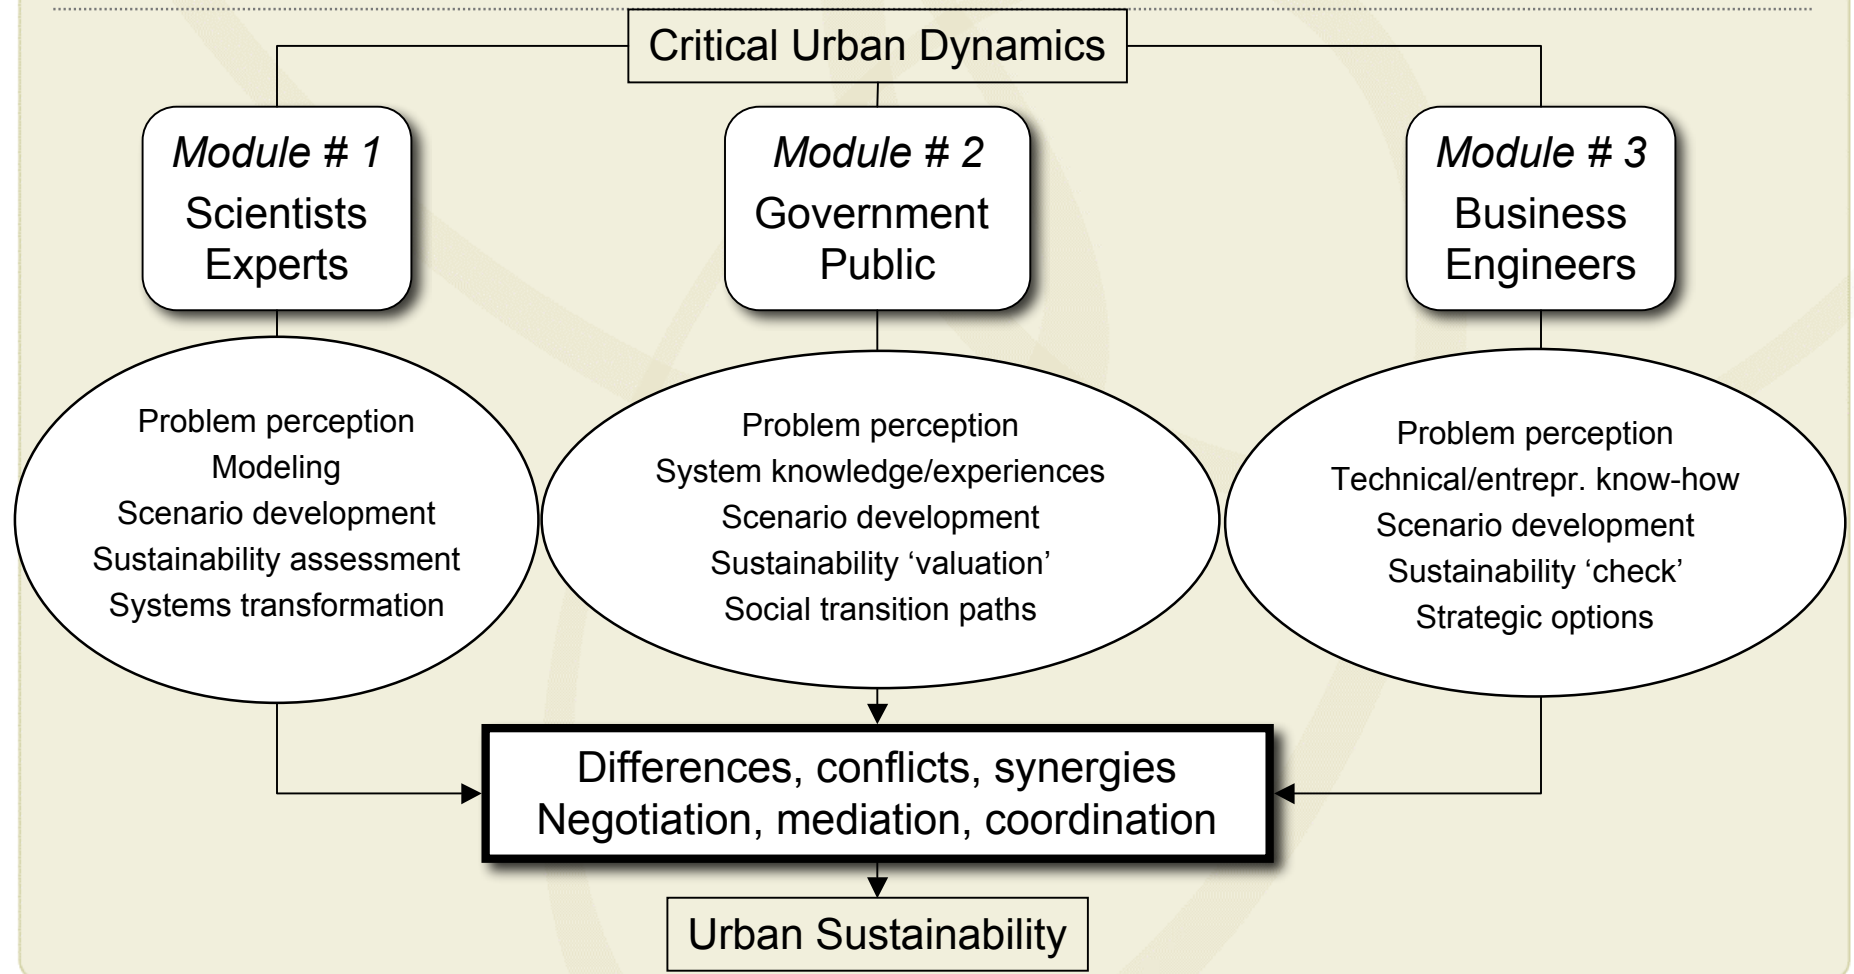 Critical Urban Dynamics
Module # 1
Scientists
Experts
Module # 2
Government
Public
Module # 3
Business
Engineers
Problem perception
Modeling
Scenario development
Sustainability assessment
Systems transformation
Problem perception
System knowledge/experiences
Scenario development
Sustainability ‘valuation’
Social transition paths
Problem perception
Technical/entrepr. know-how
Scenario development
Sustainability ‘check’
Strategic options
Differences, conflicts, synergies
Negotiation, mediation, coordination
Urban Sustainability